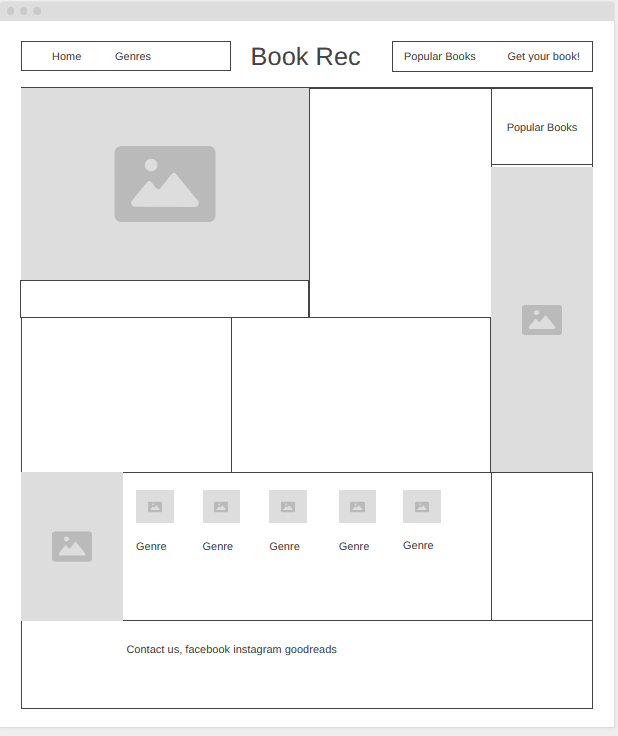 Home Genres Book Rec Popular Books Get your book!
Popular Books
Genre Genre Genre Genre Genre
Contact us, facebook instagram goodreads